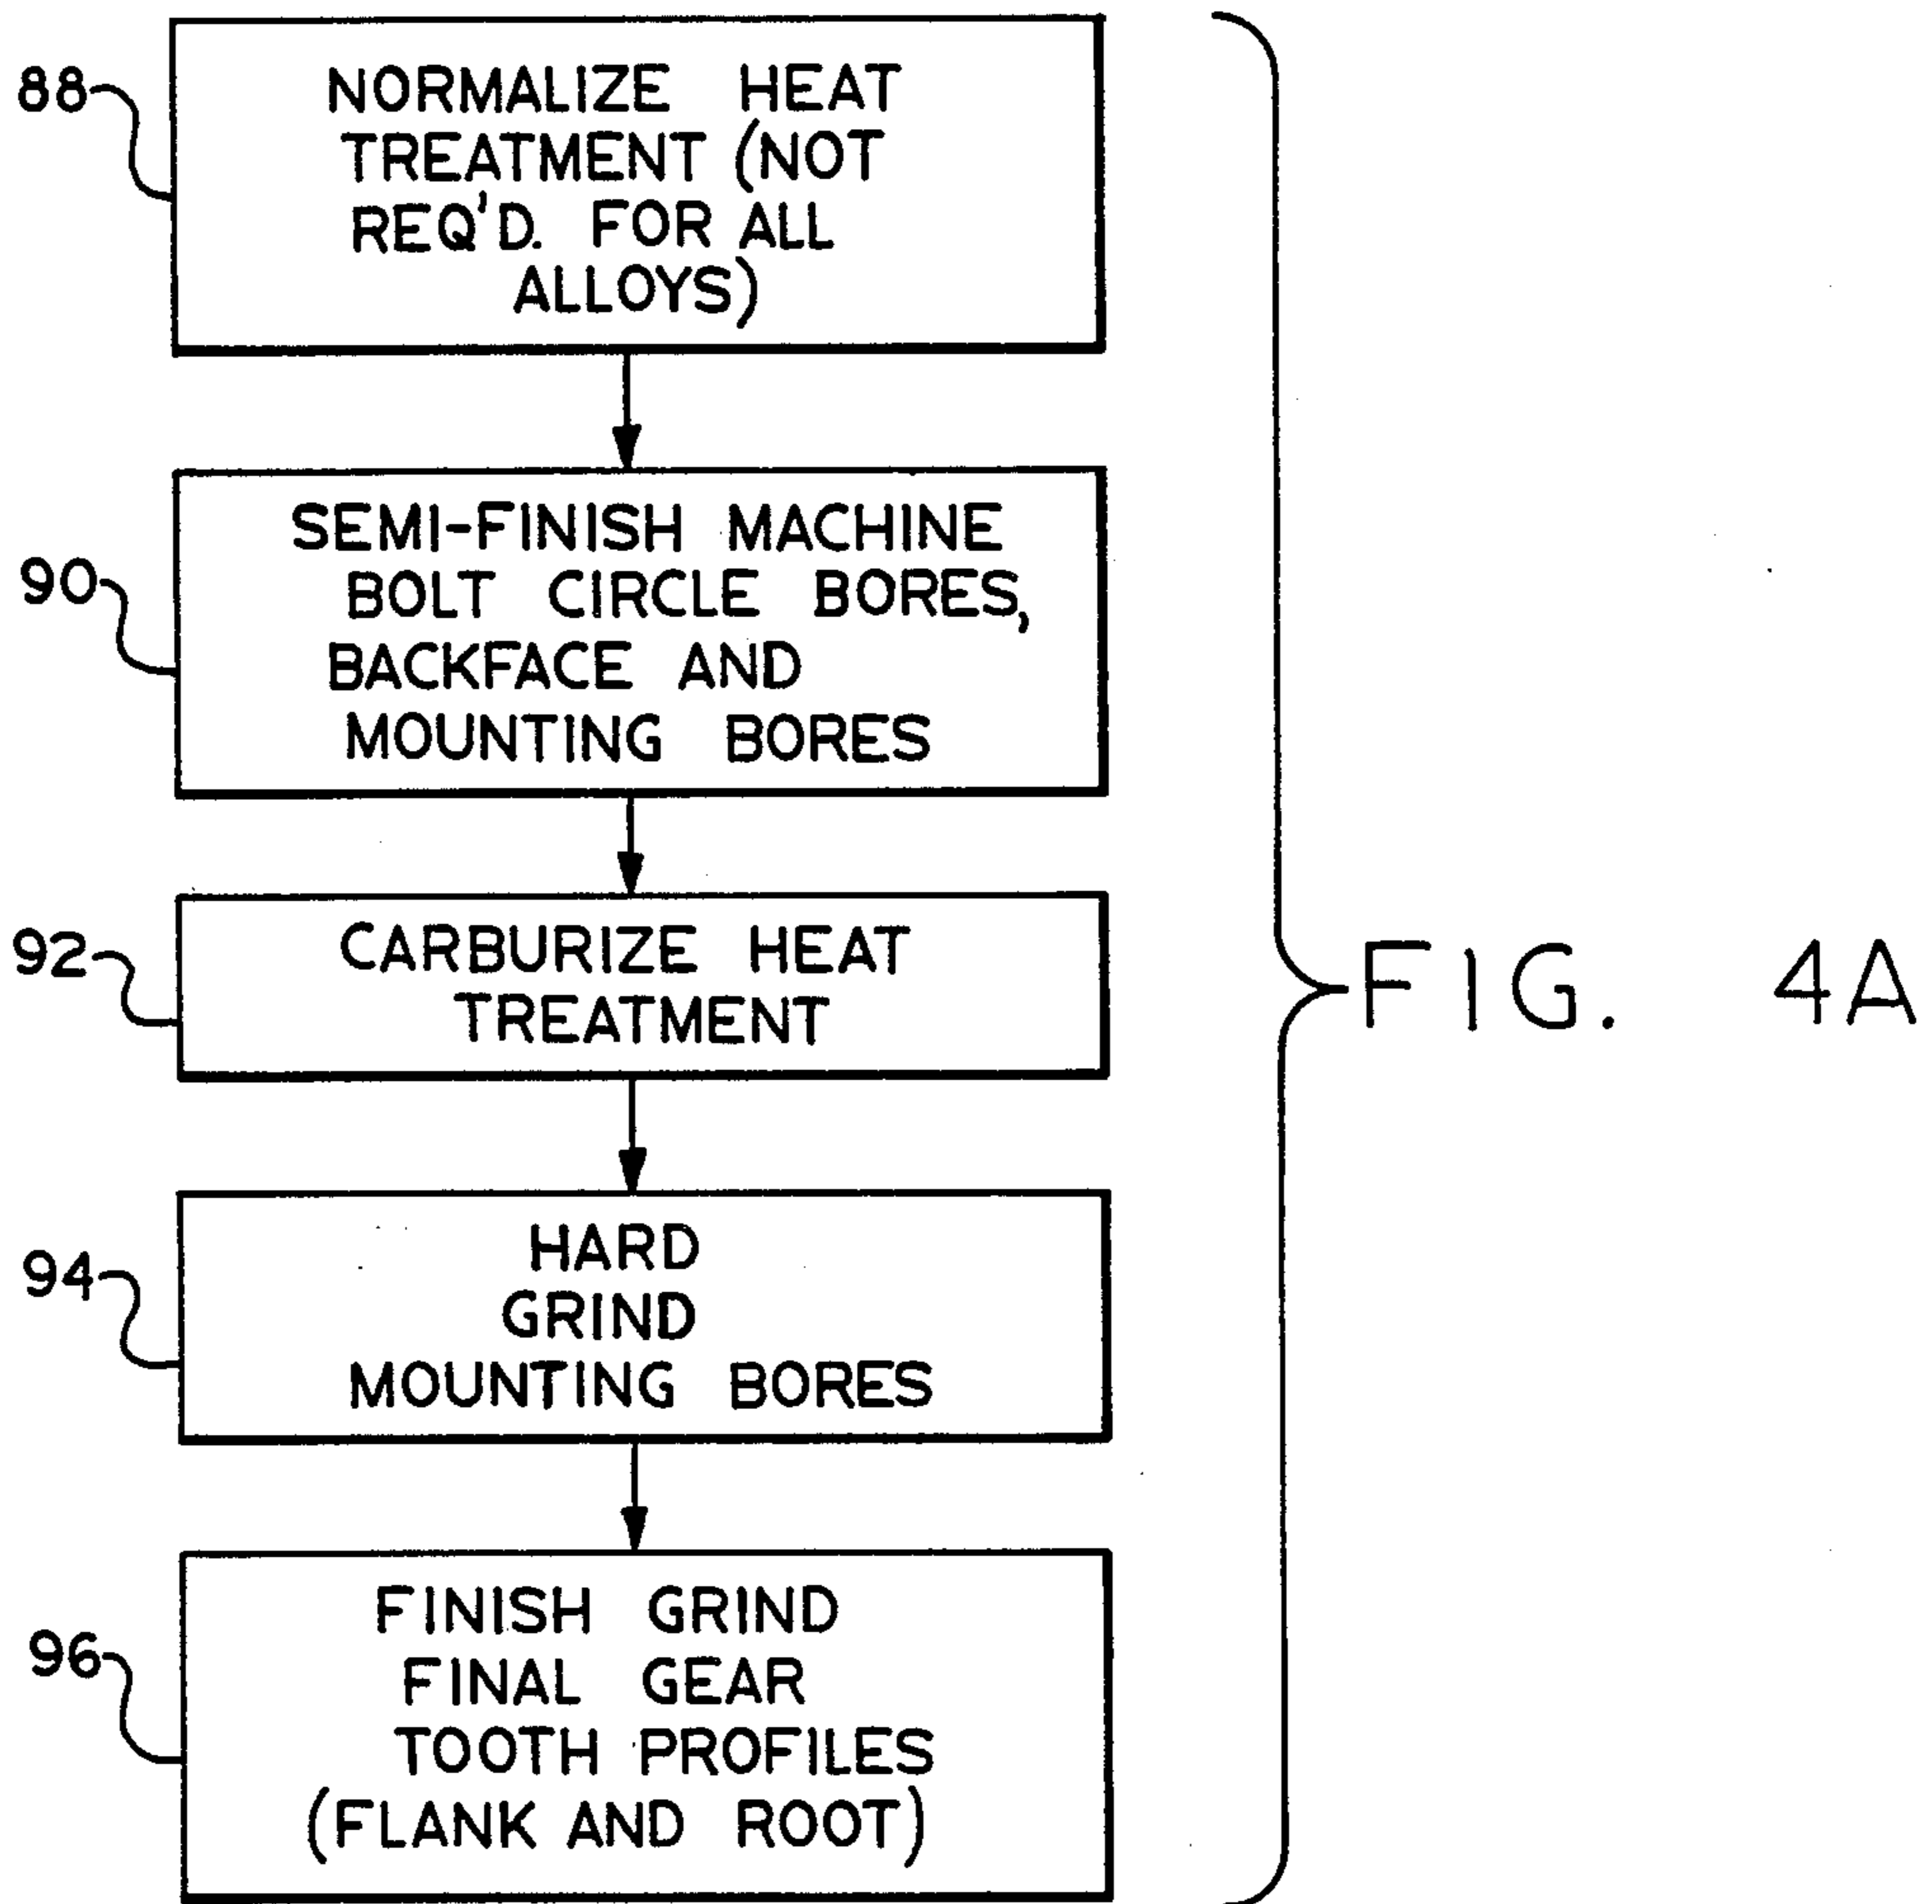 88
NORMALIZE HEAT
TREATMENT (NOT
REQ'D. FOR ALL
ALLOYS)
90
SEMI-FINISH MACHINE
BOLT CIRCLE BORES,
BACKFACE AND
MOUNTING BORES
92
CARBURIZE HEAT
TREATMENT
94
HARD
GRIND
MOUNTING BORES
96
FINISH GRIND
FINAL GEAR
TOOTH PROFILES
(FLANK AND ROOT)
FIG. 4A